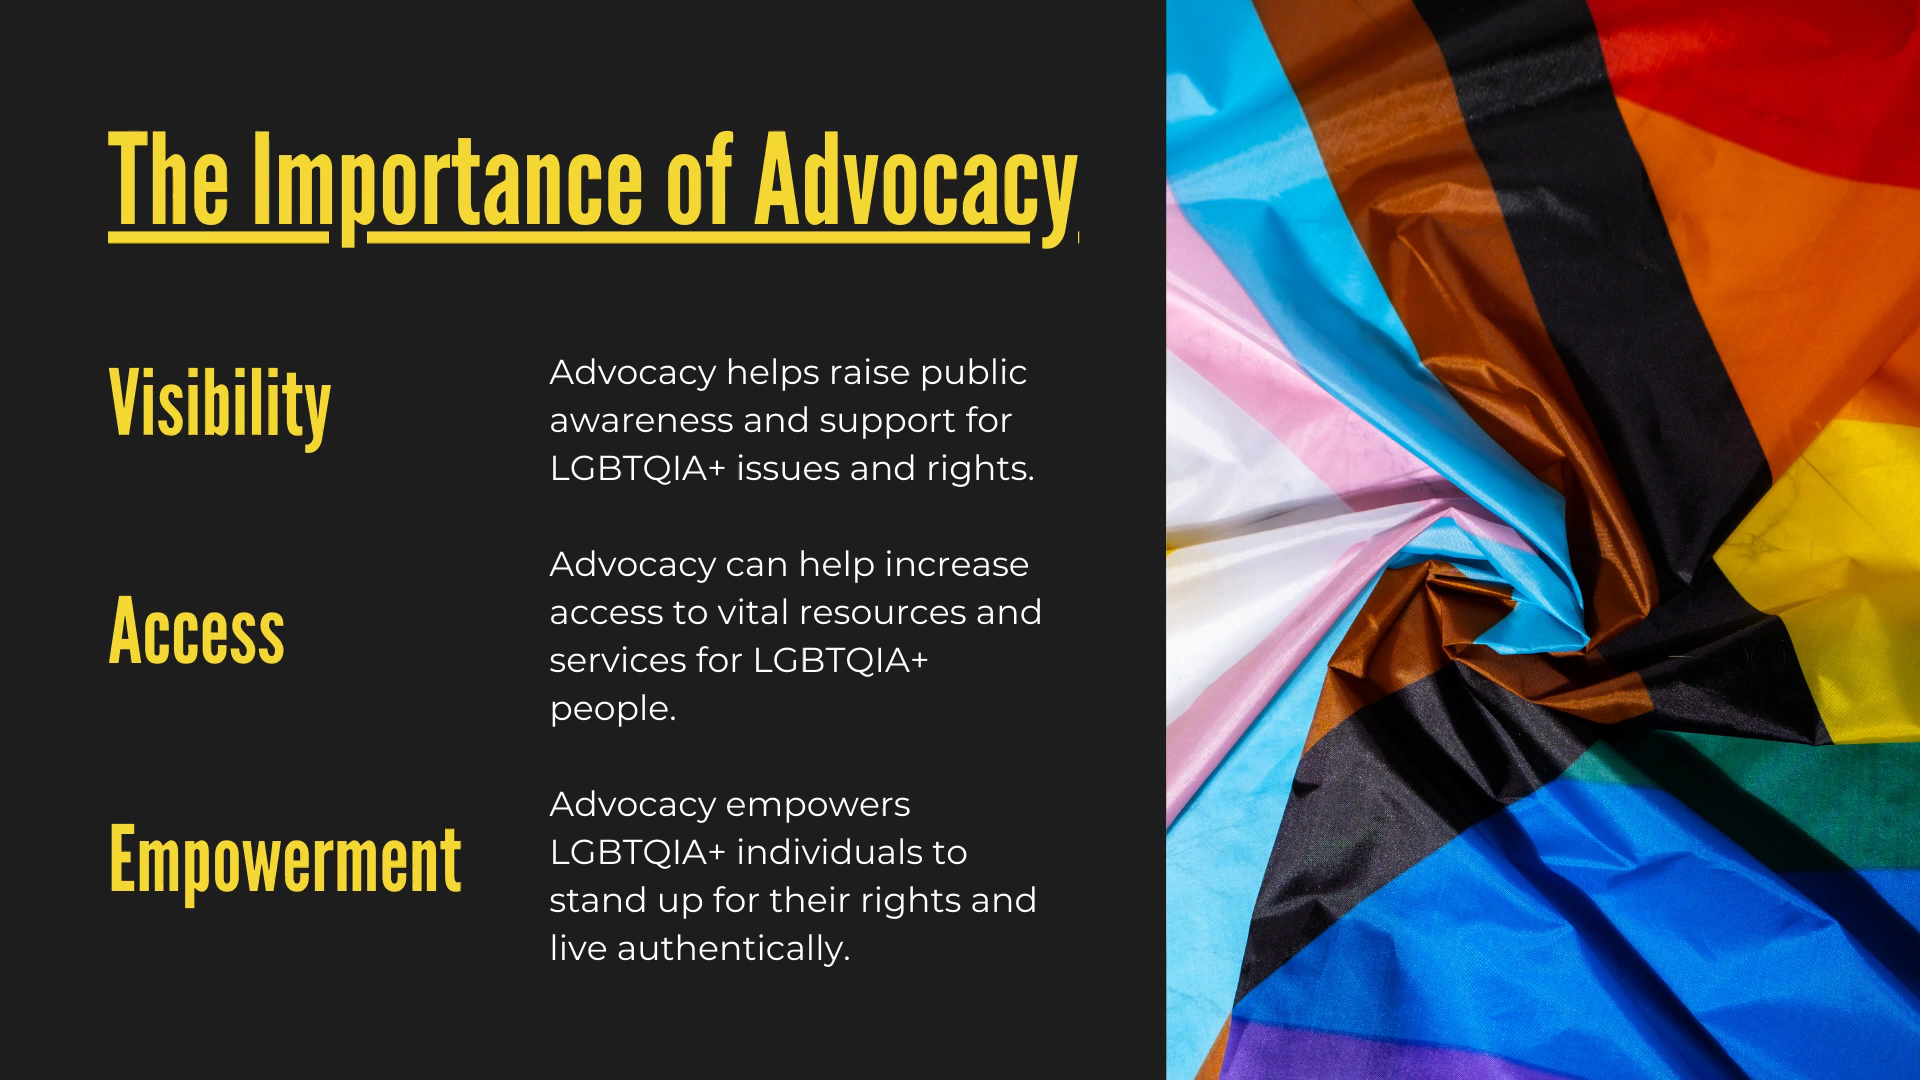 The Importance of Advocacy
Visibility
Advocacy helps raise public
awareness and support for
LGBTQIA+ issues and rights.
Access
Advocacy can help increase
access to vital resources and
services for LGBTQIA+
people.
Empowerment
Advocacy empowers
LGBTQIA+ individuals to
stand up for their rights and
live authentically.